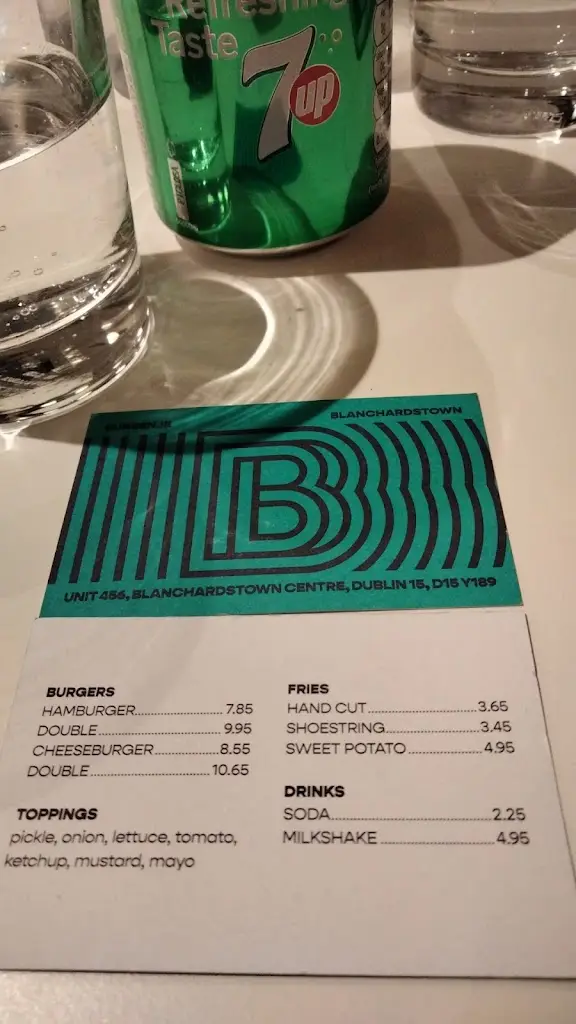 Refreshing
Taste
7up
BLANCHARDSTOWN
B
UNIT 456, BLANCHARDSTOWN CENTRE, DUBLIN 15, D15 Y189
BURGERS
HAMBURGER 7.85
DOUBLE 9.95
CHEESEBURGER 8.55
DOUBLE 10.65
TOPPINGS
pickle, onion, lettuce, tomato,
ketchup, mustard, mayo
FRIES
HAND CUT 3.65
SHOESTRING 3.45
SWEET POTATO 4.95
DRINKS
SODA 2.25
MILKSHAKE 4.95